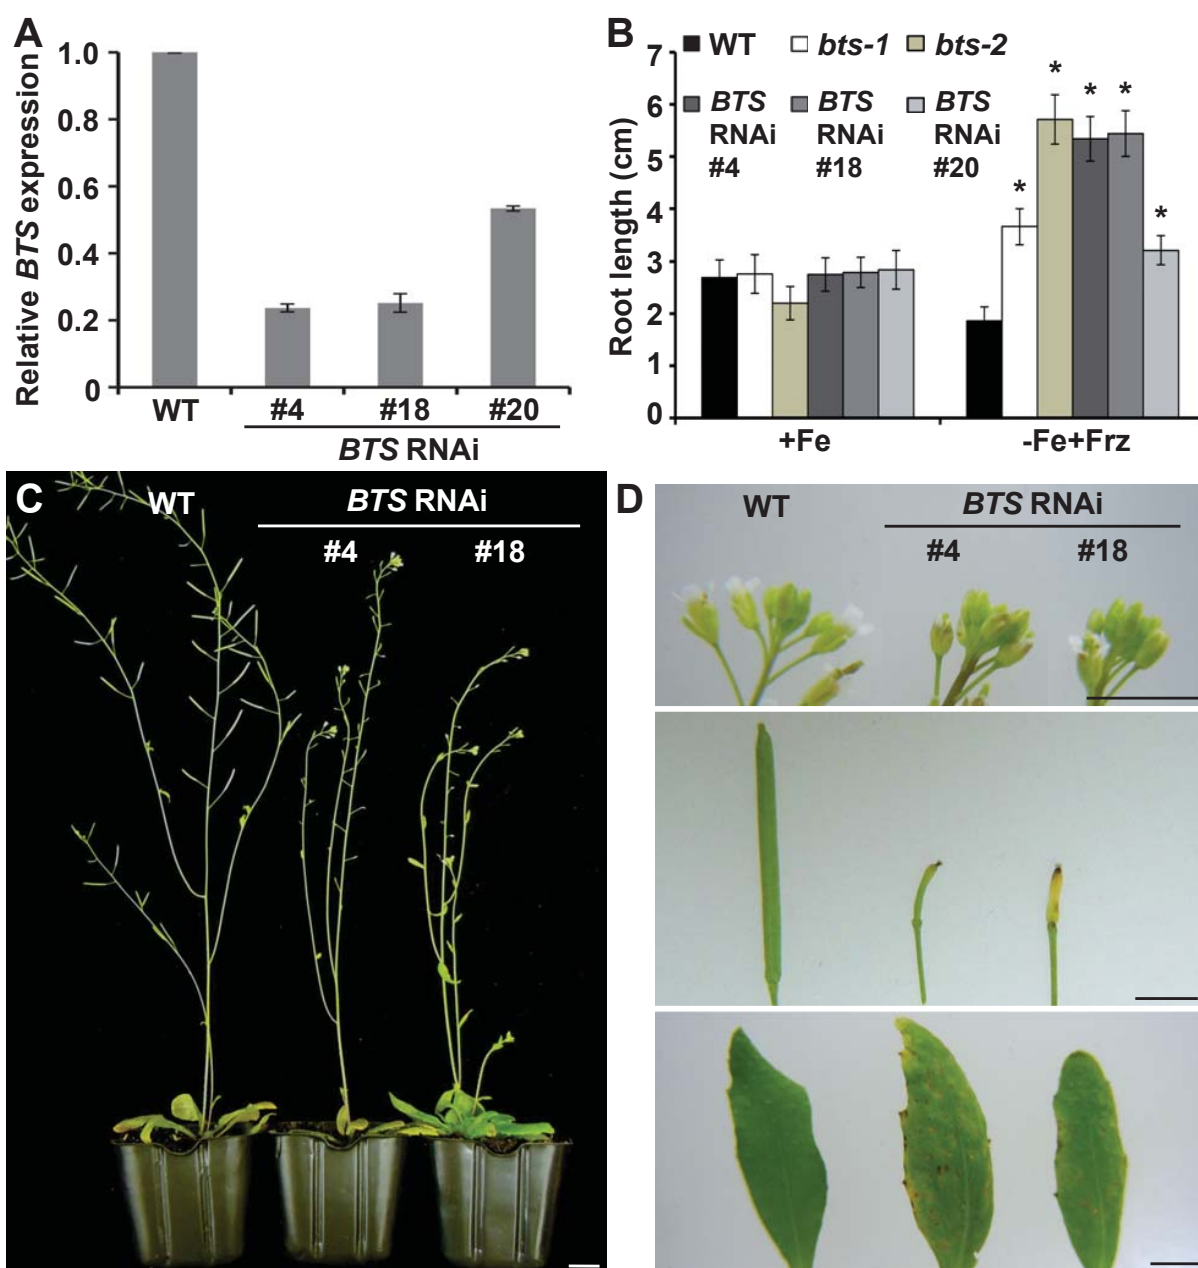 A
Relative BTS expression
1.0
0.8
0.6
0.4
0.2
0
WT
#4
#18
#20
BTS RNAi
B
Root length (cm)
7
6
5
4
3
2
1
0
WT
bts-1
bts-2
BTS RNAi #4
BTS RNAi #18
BTS RNAi #20
*
*
*
*
*
+Fe
-Fe+Frz
C
WT
BTS RNAi
#4
#18
D
WT
BTS RNAi
#4
#18